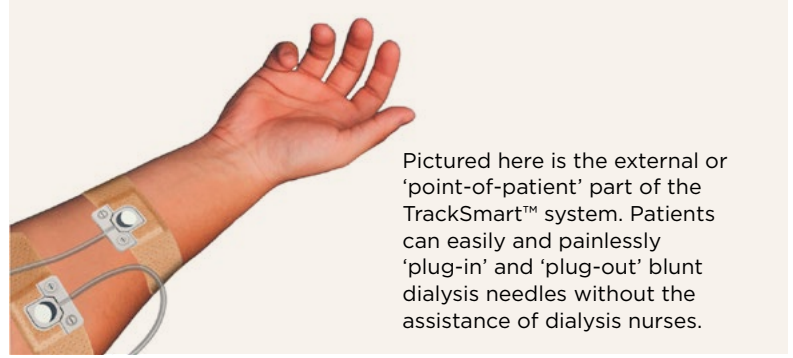 Pictured here is the external or
‘point-of-patient’ part of the
TrackSmart™ system. Patients
can easily and painlessly
‘plug-in’ and ‘plug-out’ blunt
dialysis needles without the
assistance of dialysis nurses.